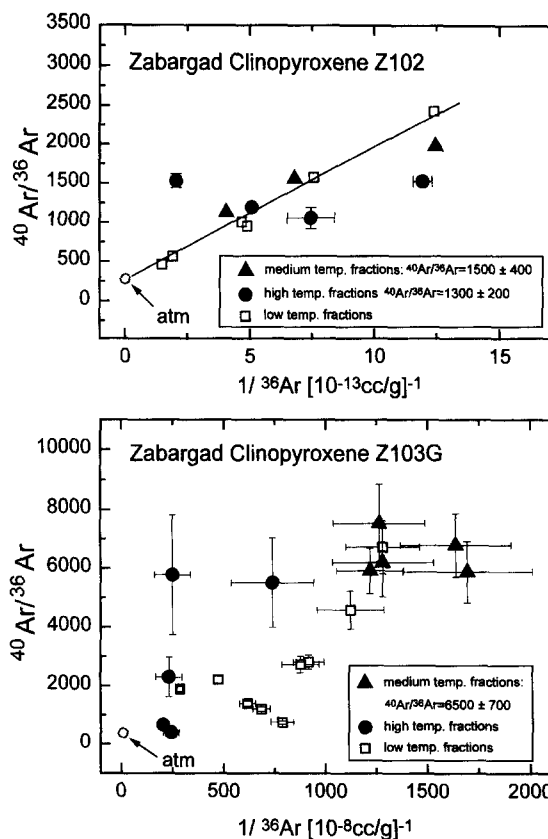 Zabargad Clinopyroxene Z102
3500
3000
2500
2000
1500
1000
500
0
⁴⁰Ar/³⁶Ar
atm
▲ medium temp. fractions: ⁴⁰Ar/³⁶Ar=1500 ± 400
● high temp. fractions ⁴⁰Ar/³⁶Ar=1300 ± 200
□ low temp. fractions
0 5 10 15
1/ ³⁶Ar [10⁻¹³cc/g]⁻¹
Zabargad Clinopyroxene Z103G
10000
8000
6000
4000
2000
0
⁴⁰Ar/³⁶Ar
atm
▲ medium temp. fractions:
⁴⁰Ar/³⁶Ar=6500 ± 700
● high temp. fractions
□ low temp. fractions
0 500 1000 1500 2000
1/ ³⁶Ar [10⁻⁸cc/g]⁻¹